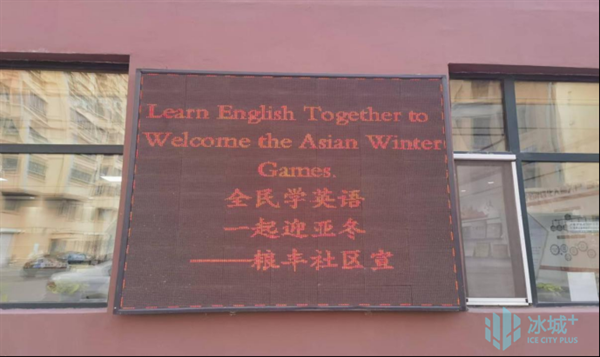 Learn English Together to
Welcome the Asian Winter
Games.
全民学英语
一起迎亚冬
——粮丰社区宣
冰城+
ICE CITY PLUS